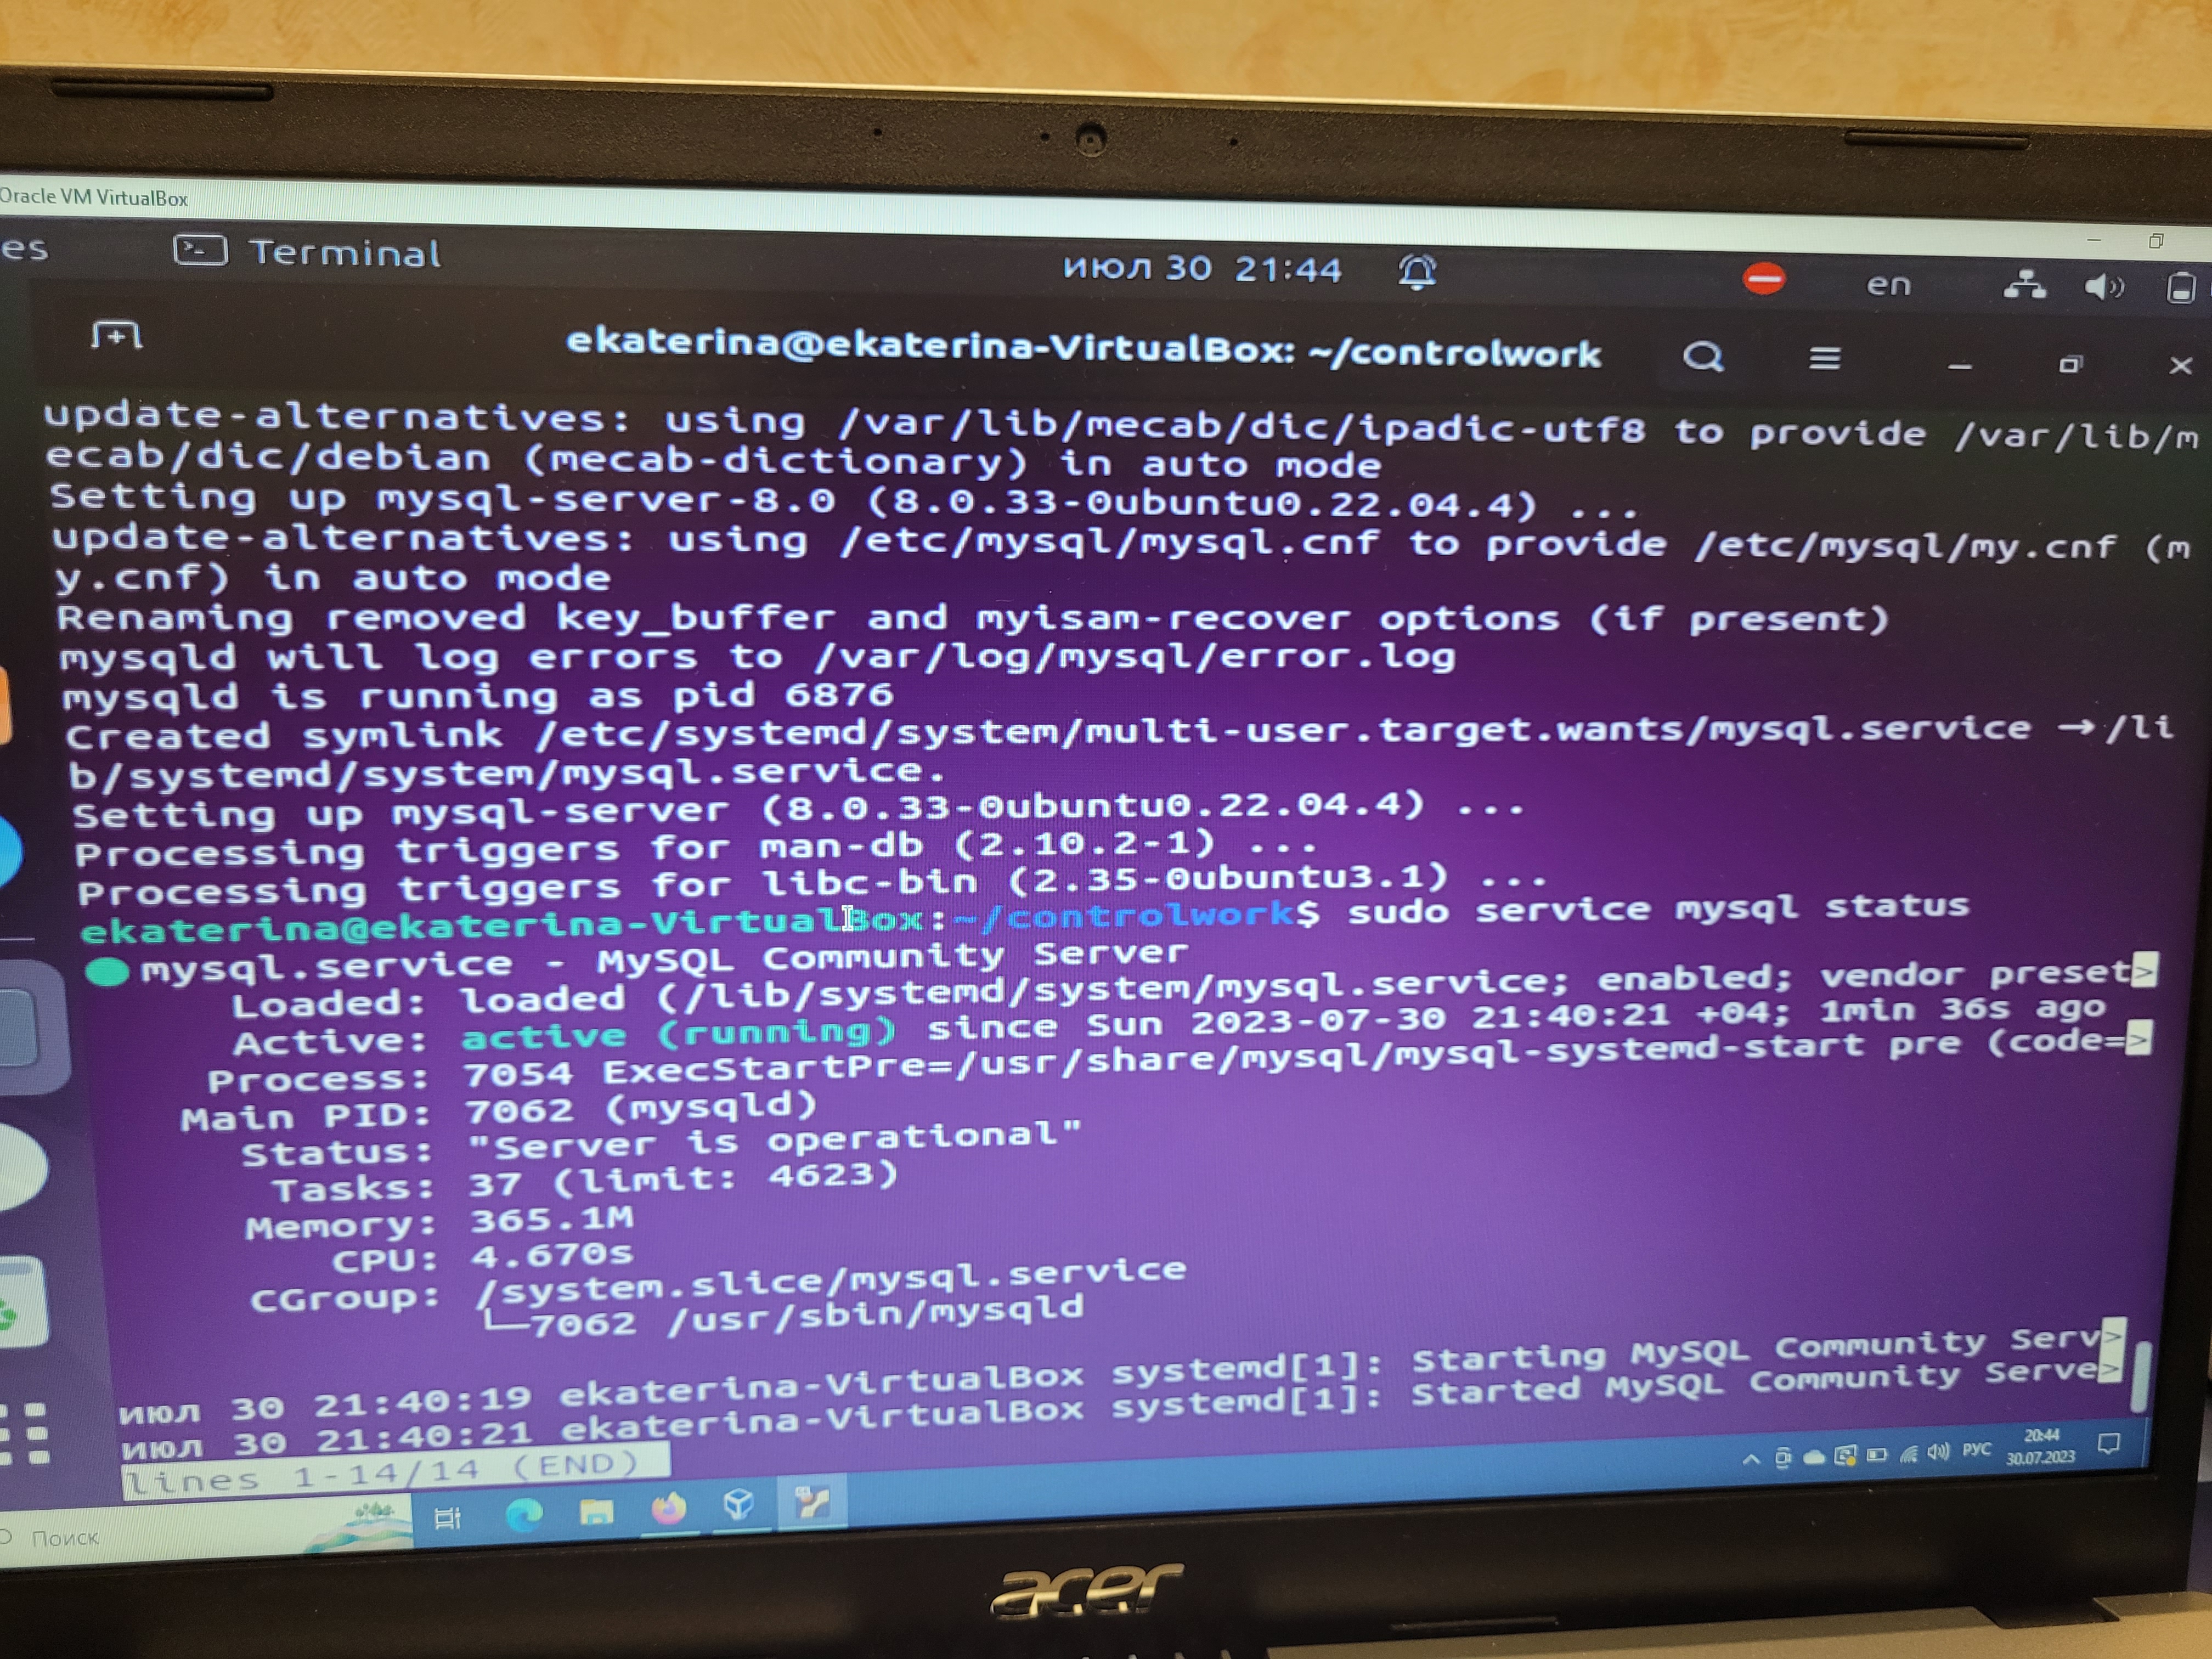 Oracle VM VirtualBox
es Terminal июл 30 21:44 en
ekaterina@ekaterina-VirtualBox: ~/controlwork
update-alternatives: using /var/lib/mecab/dic/ipadic-utf8 to provide /var/lib/m
ecab/dic/debian (mecab-dictionary) in auto mode
Setting up mysql-server-8.0 (8.0.33-0ubuntu0.22.04.4) ...
update-alternatives: using /etc/mysql/mysql.cnf to provide /etc/mysql/my.cnf (m
y.cnf) in auto mode
Renaming removed key_buffer and myisam-recover options (if present)
mysqld will log errors to /var/log/mysql/error.log
mysqld is running as pid 6876
Created symlink /etc/systemd/system/multi-user.target.wants/mysql.service → /li
b/systemd/system/mysql.service.
Setting up mysql-server (8.0.33-0ubuntu0.22.04.4) ...
Processing triggers for man-db (2.10.2-1) ...
Processing triggers for libc-bin (2.35-0ubuntu3.1) ...
ekaterina@ekaterina-VirtualBox:~/controlwork$ sudo service mysql status
● mysql.service - MySQL Community Server
Loaded: loaded (/lib/systemd/system/mysql.service; enabled; vendor preset>
Active: active (running) since Sun 2023-07-30 21:40:21 +04; 1min 36s ago
Process: 7054 ExecStartPre=/usr/share/mysql/mysql-systemd-start pre (code=>
Main PID: 7062 (mysqld)
Status: "Server is operational"
Tasks: 37 (limit: 4623)
Memory: 365.1M
CPU: 4.670s
CGroup: /system.slice/mysql.service
└─7062 /usr/sbin/mysqld
июл 30 21:40:19 ekaterina-VirtualBox systemd[1]: Starting MySQL Community Serv>
июл 30 21:40:21 ekaterina-VirtualBox systemd[1]: Started MySQL Community Serve>
lines 1-14/14 (END)
Поиск
РУС
20:44
30.07.2023
acer